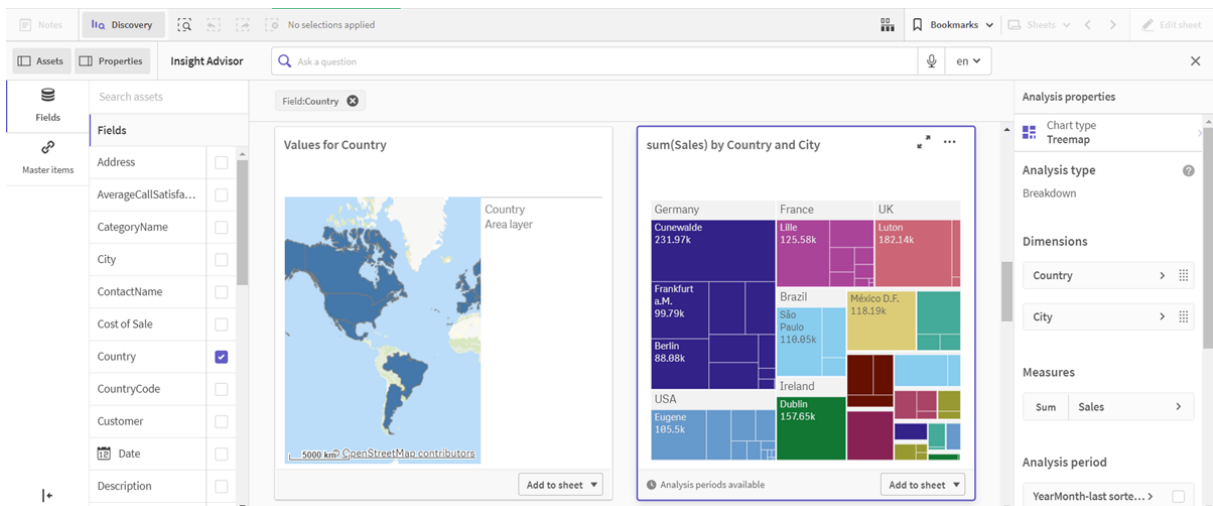 Notes
Discovery
No selections applied
Bookmarks
Sheets
Edit sheet
Assets
Properties
Insight Advisor
Ask a question
en
Fields
Master items
Search assets
Fields
Address
AverageCallSatisfa...
CategoryName
City
ContactName
Cost of Sale
Country
CountryCode
Customer
Date
Description
Field:Country
Values for Country
Country
Area layer
5000 km
© OpenStreetMap contributors
Add to sheet
sum(Sales) by Country and City
Germany
Cunewalde
231.97k
Frankfurt
a.M.
99.79k
Berlin
88.08k
USA
Eugene
105.5k
France
Lille
125.58k
UK
Luton
182.14k
Brazil
São
Paulo
110.05k
México D.F.
118.19k
Ireland
Dublin
157.65k
Analysis periods available
Add to sheet
Analysis properties
Chart type
Treemap
Analysis type
Breakdown
Dimensions
Country
City
Measures
Sum Sales
Analysis period
YearMonth-last sorte...